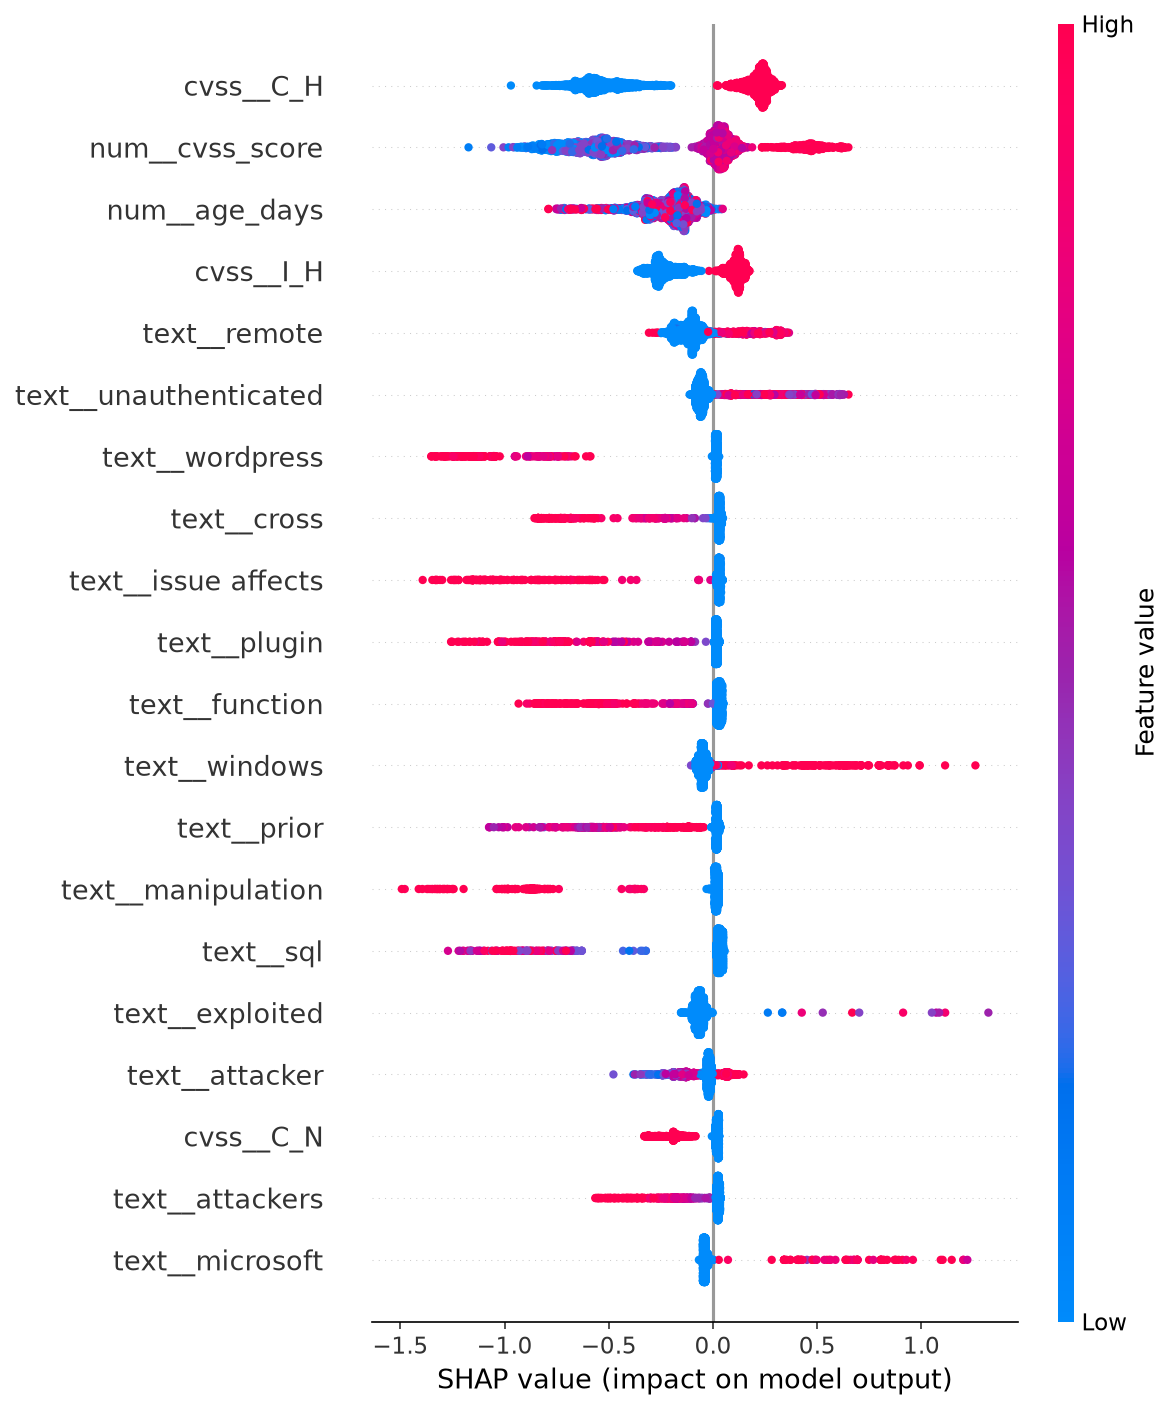 High
cvss__C_H
num__cvss_score
num__age_days
cvss__I_H
text__remote
text__unauthenticated
text__wordpress
text__cross
text__issue affects
text__plugin
text__function
text__windows
text__prior
text__manipulation
text__sql
text__exploited
text__attacker
cvss__C_N
text__attackers
text__microsoft
Feature value
Low
−1.5 −1.0 −0.5 0.0 0.5 1.0
SHAP value (impact on model output)